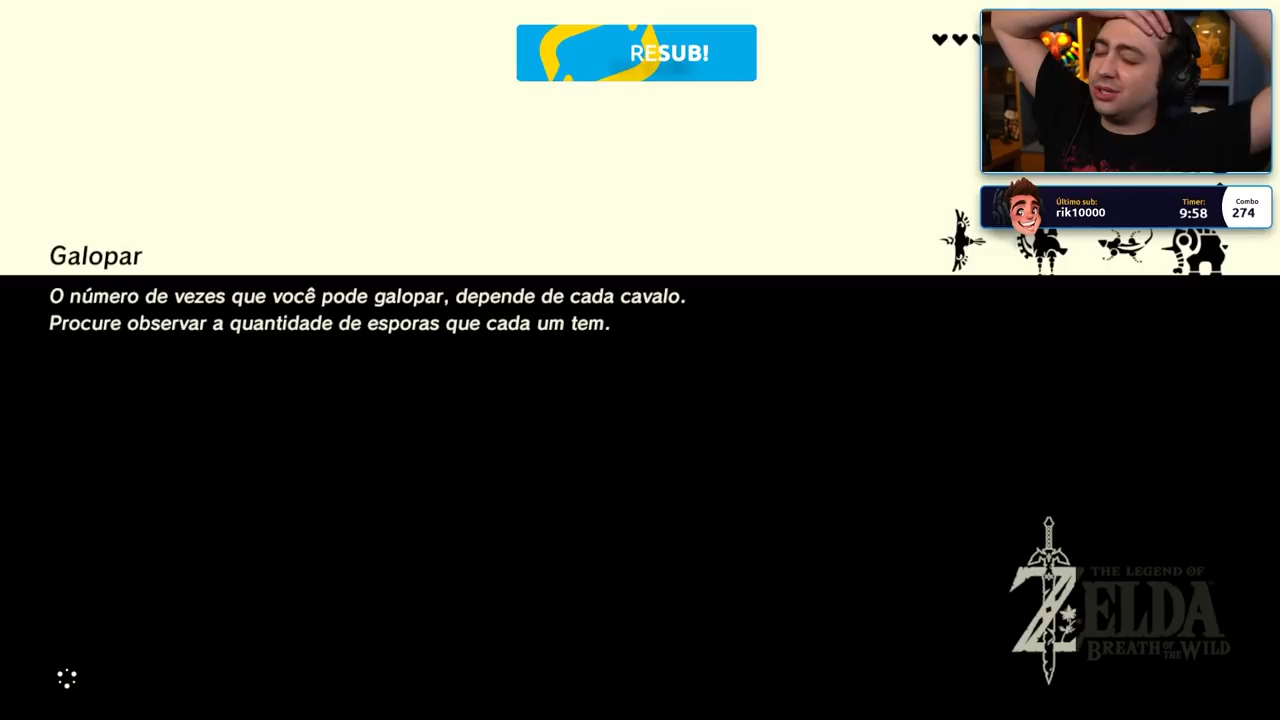 RESUB!
Último sub:
rik10000
Timer:
9:58
Combo
274
Galopar
O número de vezes que você pode galopar, depende de cada cavalo.
Procure observar a quantidade de esporas que cada um tem.
THE LEGEND OF
ZELDA
BREATH OF THE WILD